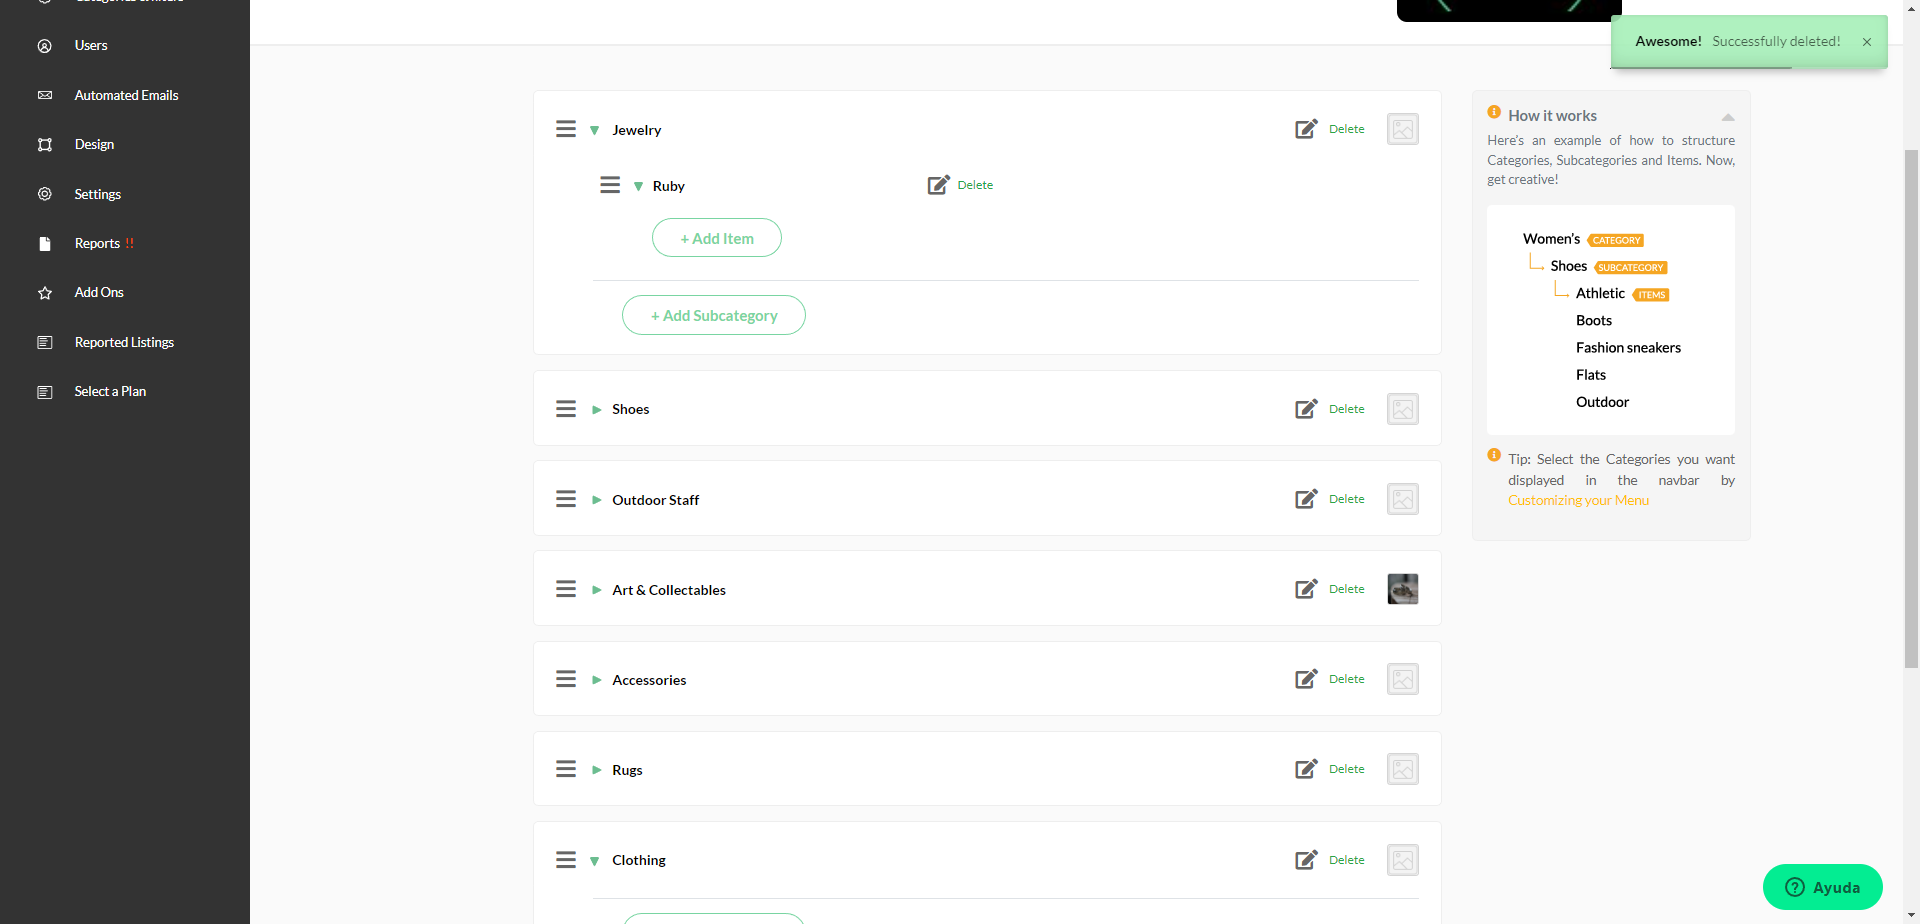 Users
Automated Emails
Design
Settings
Reports !!
Add Ons
Reported Listings
Select a Plan
Awesome! Successfully deleted! ×
Jewelry Delete
Ruby Delete
+ Add Item
+ Add Subcategory
Shoes Delete
Outdoor Staff Delete
Art & Collectables Delete
Accessories Delete
Rugs Delete
Clothing Delete
How it works
Here's an example of how to structure
Categories, Subcategories and Items. Now,
get creative!
Women's CATEGORY
Shoes SUBCATEGORY
Athletic ITEMS
Boots
Fashion sneakers
Flats
Outdoor
Tip: Select the Categories you want
displayed in the navbar by
Customizing your Menu
Ayuda